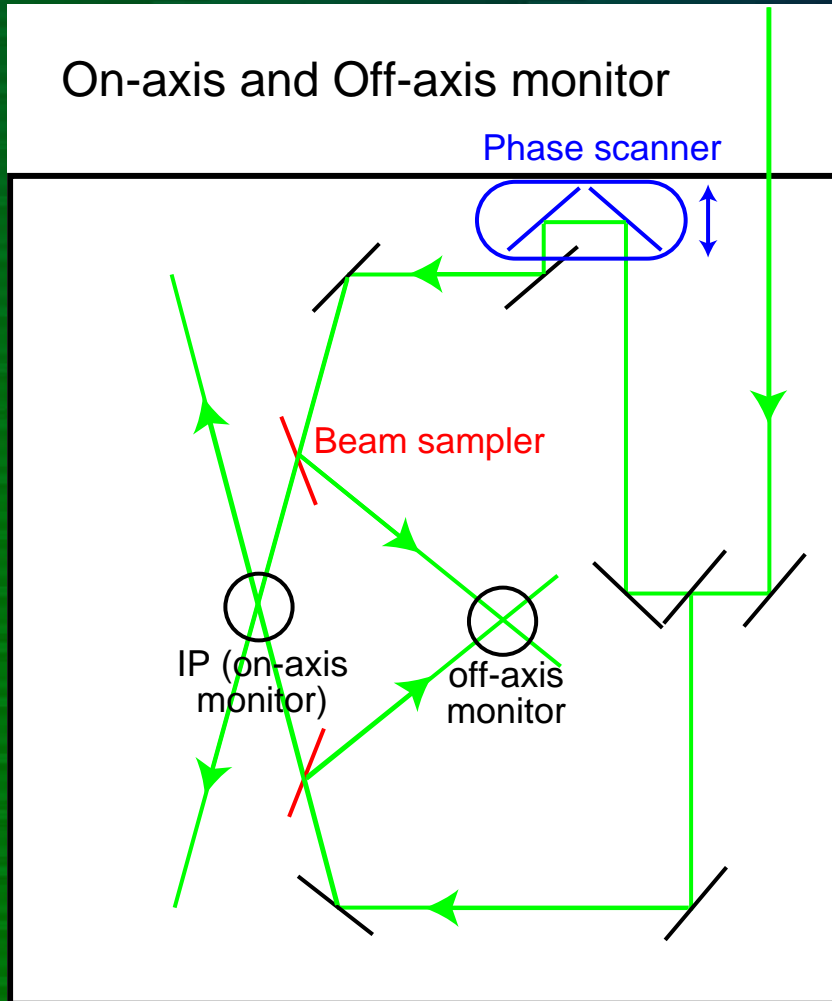 On-axis and Off-axis monitor
Phase scanner
Beam sampler
IP (on-axis
monitor)
off-axis
monitor